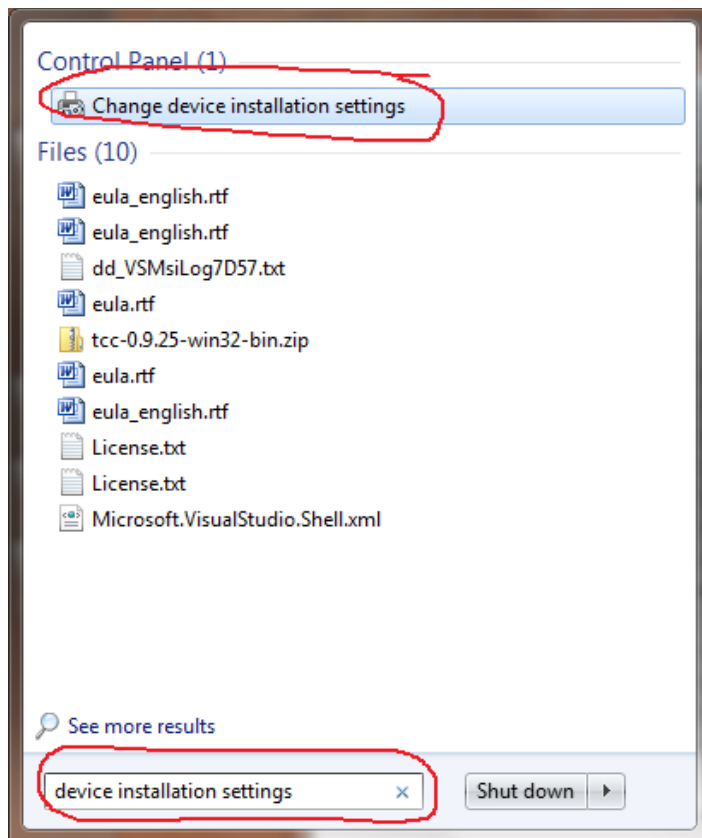 Control Panel (1)
Change device installation settings
Files (10)
eula_english.rtf
eula_english.rtf
dd_VSMsiLog7D57.txt
eula.rtf
tcc-0.9.25-win32-bin.zip
eula.rtf
eula_english.rtf
License.txt
License.txt
Microsoft.VisualStudio.Shell.xml
See more results
device installation settings
Shut down